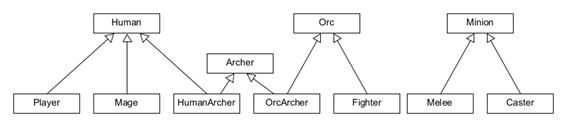 Human
Orc
Minion
Archer
Player
Mage
HumanArcher
OrcArcher
Fighter
Melee
Caster